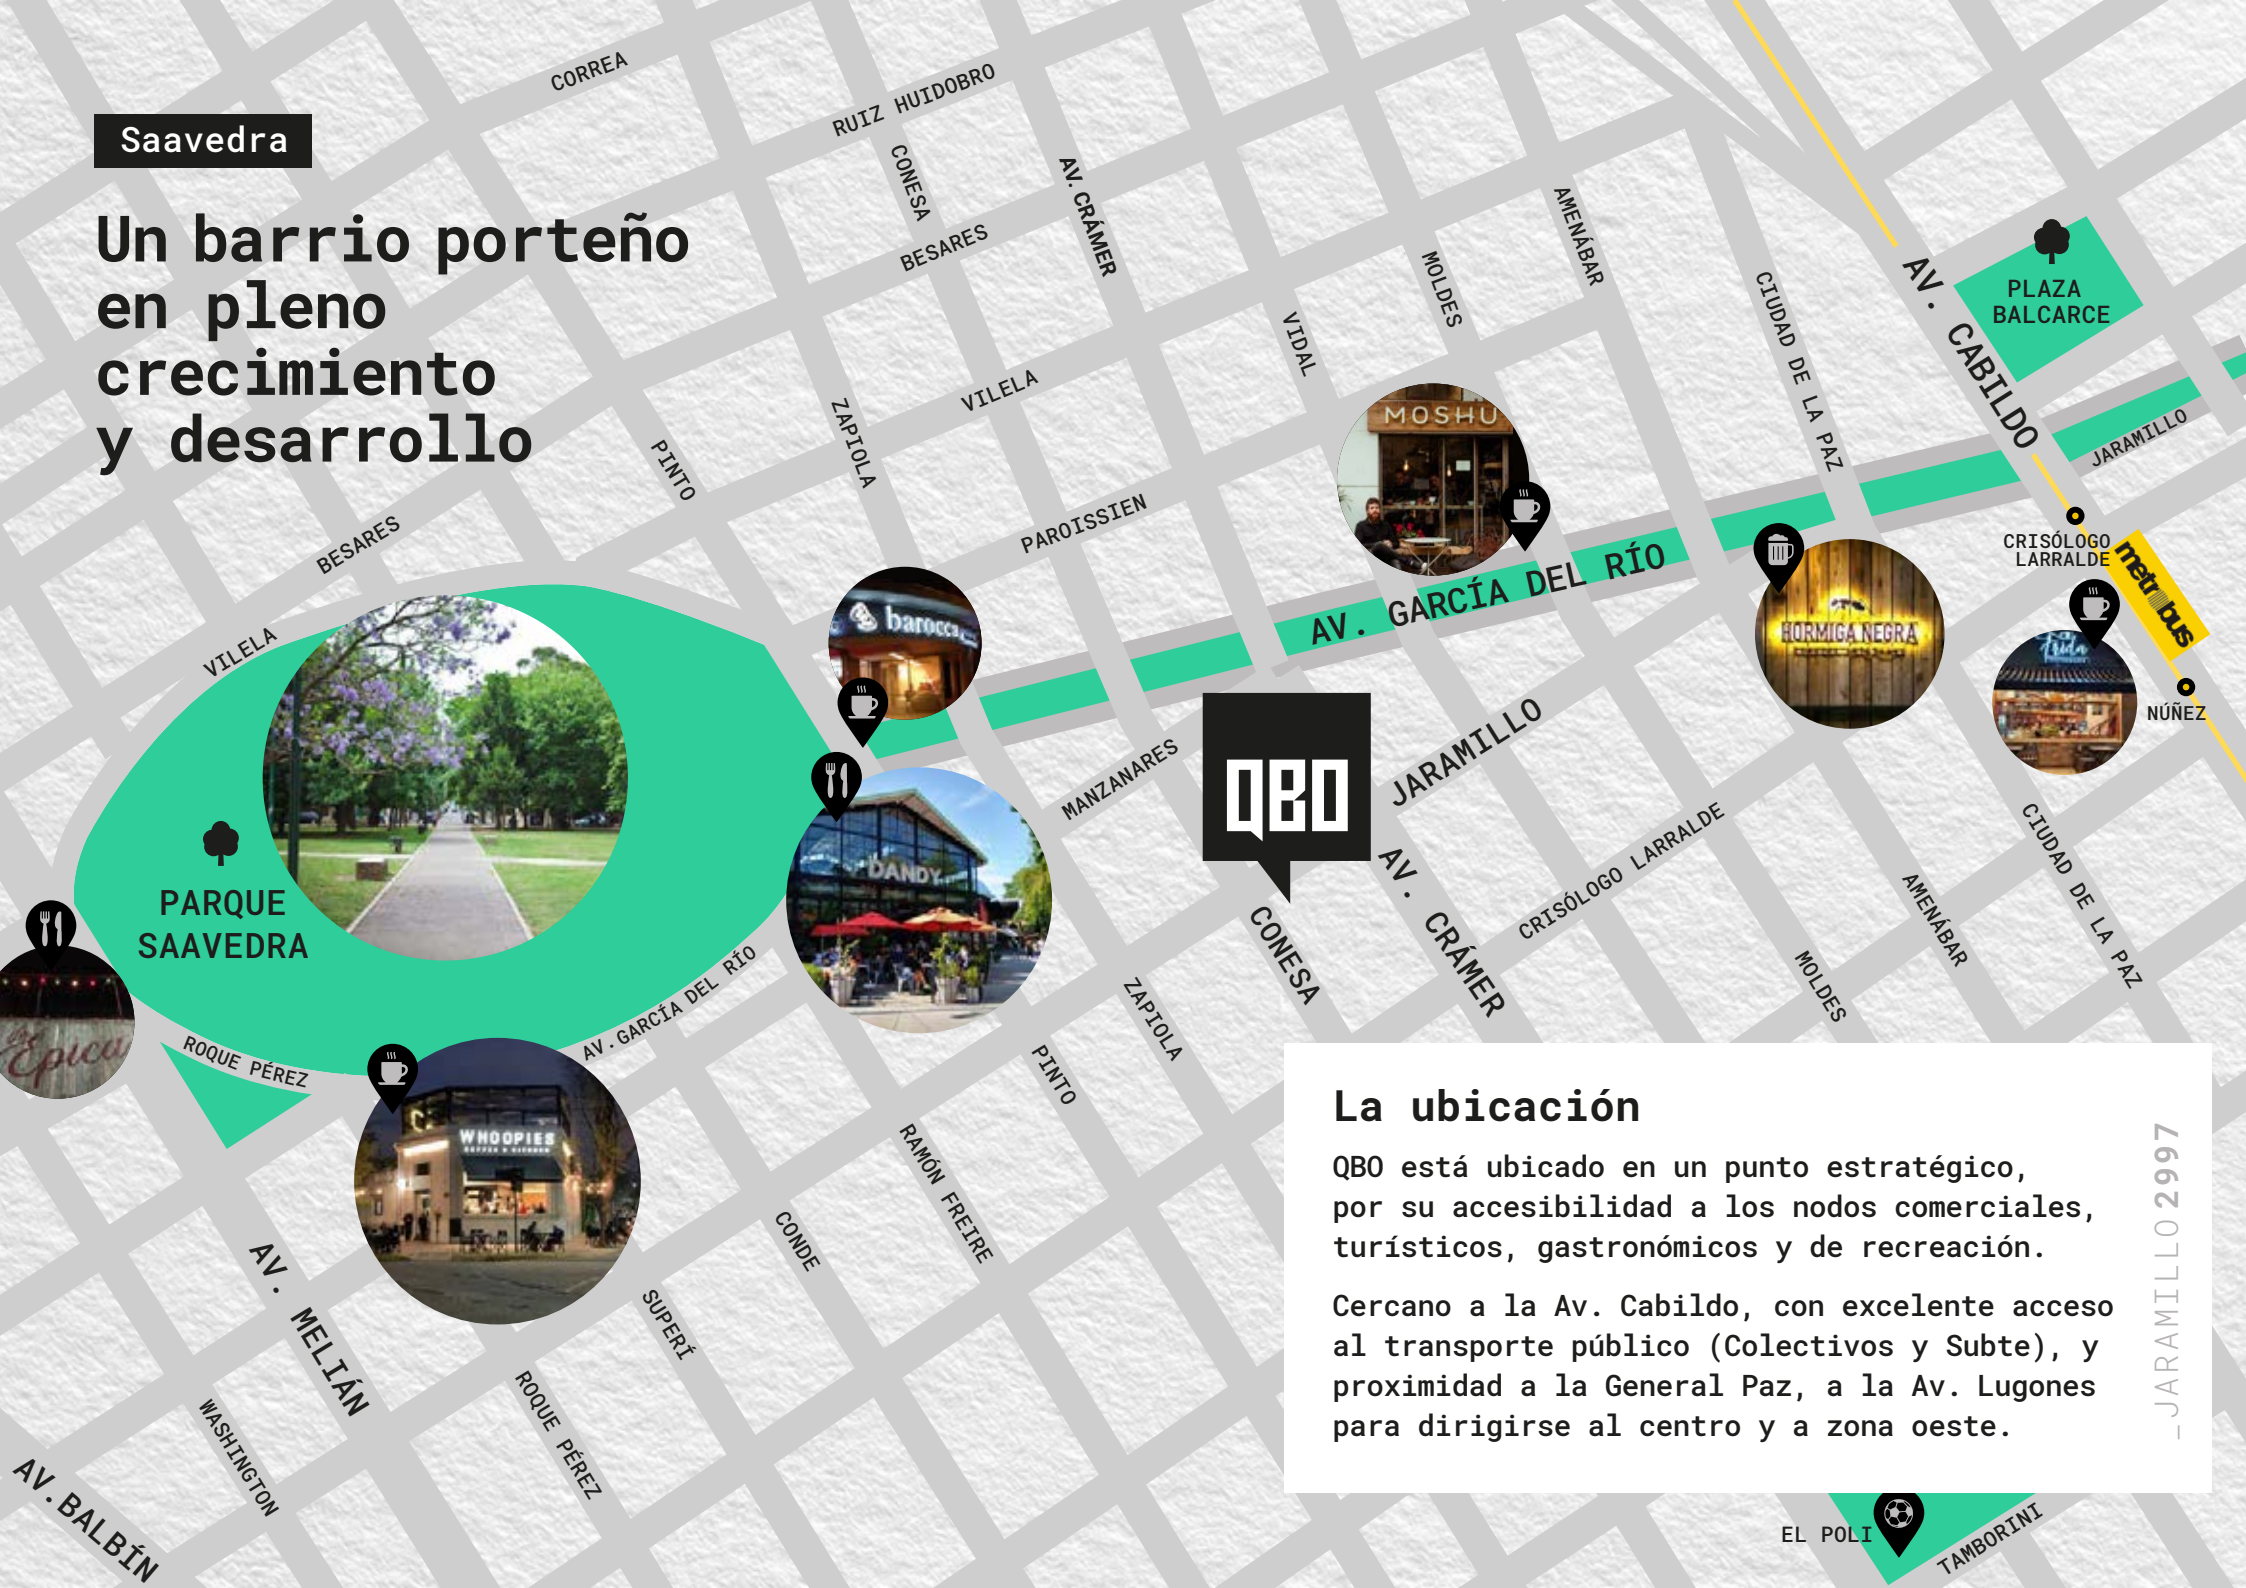 Saavedra
Un barrio porteño
en pleno
crecimiento
y desarrollo
CORREA
RUIZ HUIDOBRO
CONESA
AV. CRÁMER
BESARES
AMENÁBAR
MOLDES
VIDAL
CIUDAD DE LA PAZ
AV. CABILDO
PLAZA
BALCARCE
JARAMILLO
VILELA
ZAPIOLA
PINTO
PAROISSIEN
BESARES
VILELA
MOSHU
AV. GARCÍA DEL RÍO
CRISÓLOGO
LARRALDE
metrobus
NÚÑEZ
barocca
HORMIGA NEGRA
Frida
QBO
MANZANARES
JARAMILLO
DANDY
PARQUE
SAAVEDRA
CRISÓLOGO LARRALDE
AV. CRÁMER
CONESA
CIUDAD DE LA PAZ
AMENÁBAR
MOLDES
ZAPIOLA
PINTO
AV.GARCÍA DEL RÍO
Epica
ROQUE PÉREZ
WHOOPIES
COFFEE & KITCHEN
RAMÓN FREIRE
CONDE
SUPERÍ
AV. MELIÁN
ROQUE PÉREZ
WASHINGTON
AV.BALBÍN
La ubicación
QBO está ubicado en un punto estratégico,
por su accesibilidad a los nodos comerciales,
turísticos, gastronómicos y de recreación.
Cercano a la Av. Cabildo, con excelente acceso
al transporte público (Colectivos y Subte), y
proximidad a la General Paz, a la Av. Lugones
para dirigirse al centro y a zona oeste.
_JARAMILLO 2997
EL POLI
TAMBORINI